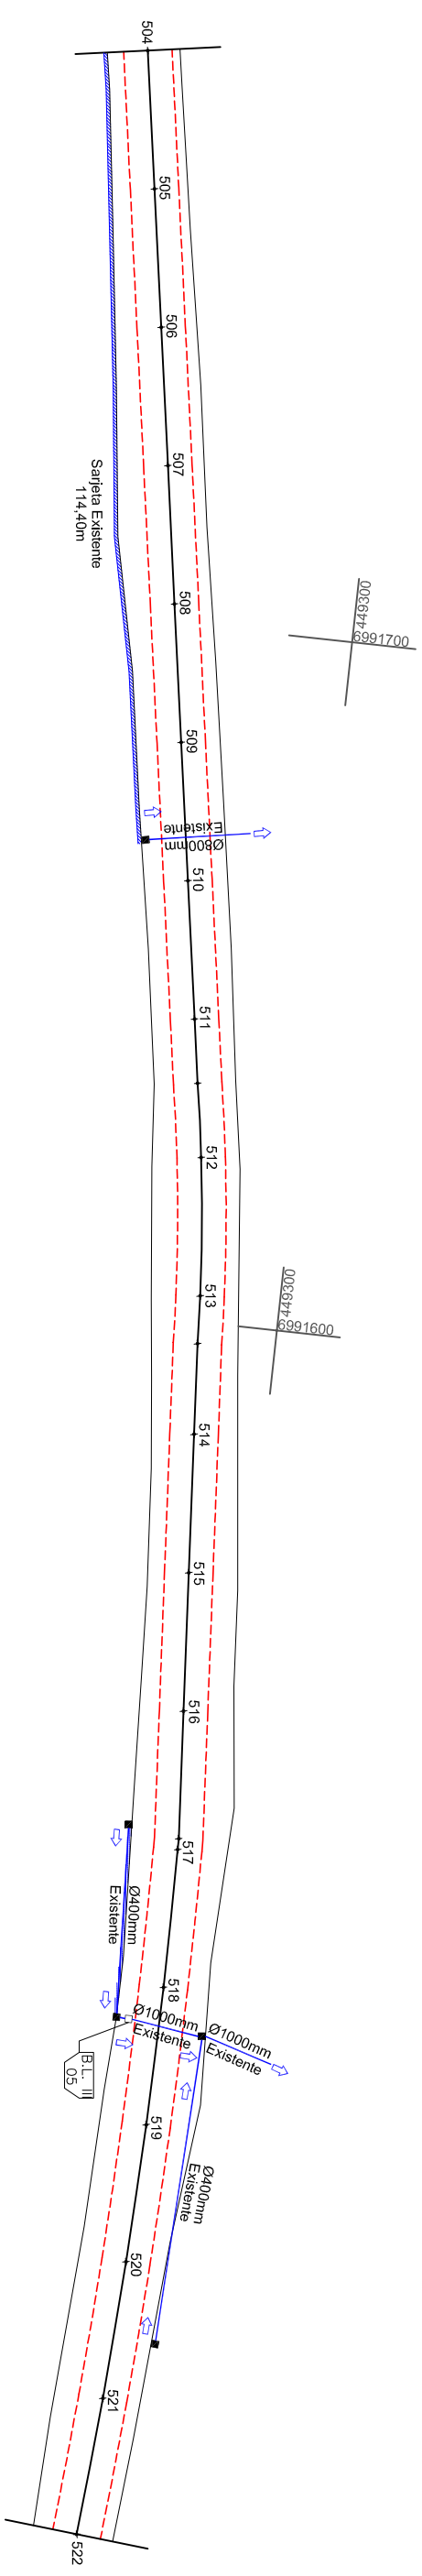 504
505
506
507
Sarjeta Existente
114,40m
449300
6991700
508
509
Ø800mm
Existente
510
511
512
449300
6991600
513
514
515
516
517
Ø400mm
Existente
518
Ø1000mm
Existente
Ø1000mm
Existente
B.L. III
05
519
Ø400mm
Existente
520
521
522